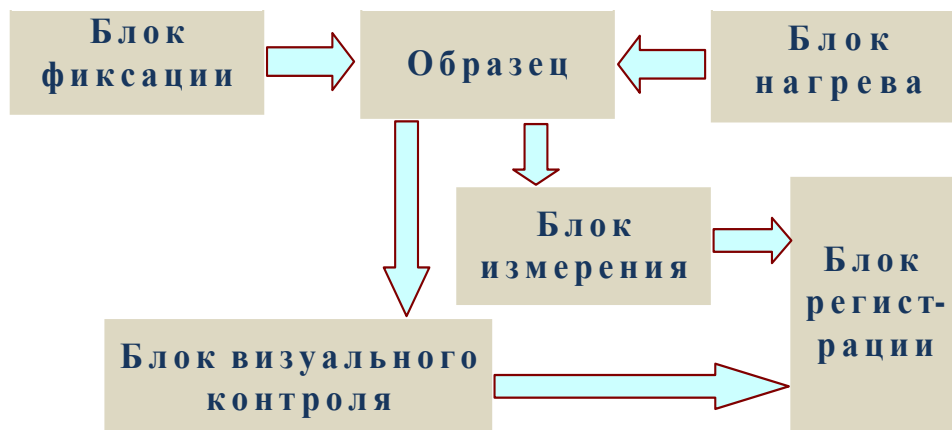 Блок
фиксации
Образец
Блок
нагрева
Блок
измерения
Блок
регист-
рации
Блок визуального
контроля